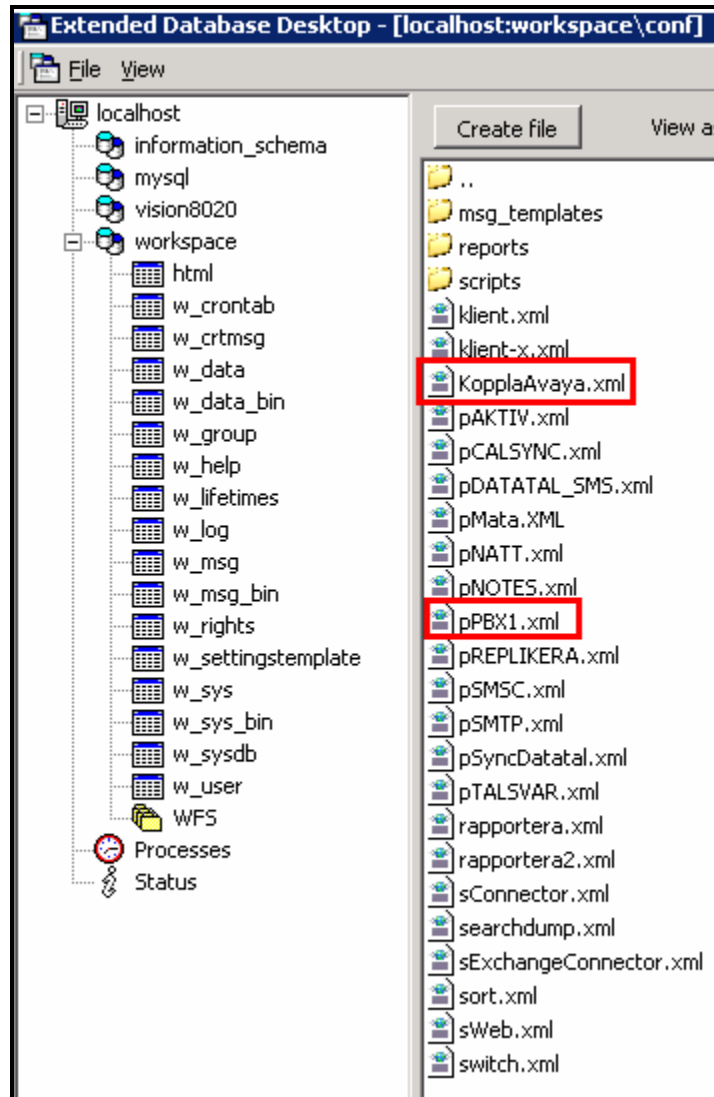 Extended Database Desktop - [localhost:workspace\conf]
File View
localhost
information_schema
mysql
vision8020
workspace
html
w_crontab
w_crtmsg
w_data
w_data_bin
w_group
w_help
w_lifetimes
w_log
w_msg
w_msg_bin
w_rights
w_settingstemplate
w_sys
w_sys_bin
w_sysdb
w_user
WFS
Processes
Status
Create file View a
..
msg_templates
reports
scripts
klient.xml
klient-x.xml
KopplaAvaya.xml
pAKTIV.xml
pCALSYNC.xml
pDATATAL_SMS.xml
pMata.XML
pNATT.xml
pNOTES.xml
pPBX1.xml
pREPLIKERA.xml
pSMSC.xml
pSMTP.xml
pSyncDatatal.xml
pTALSVAR.xml
rapportera.xml
rapportera2.xml
sConnector.xml
searchdump.xml
sExchangeConnector.xml
sort.xml
sWeb.xml
switch.xml